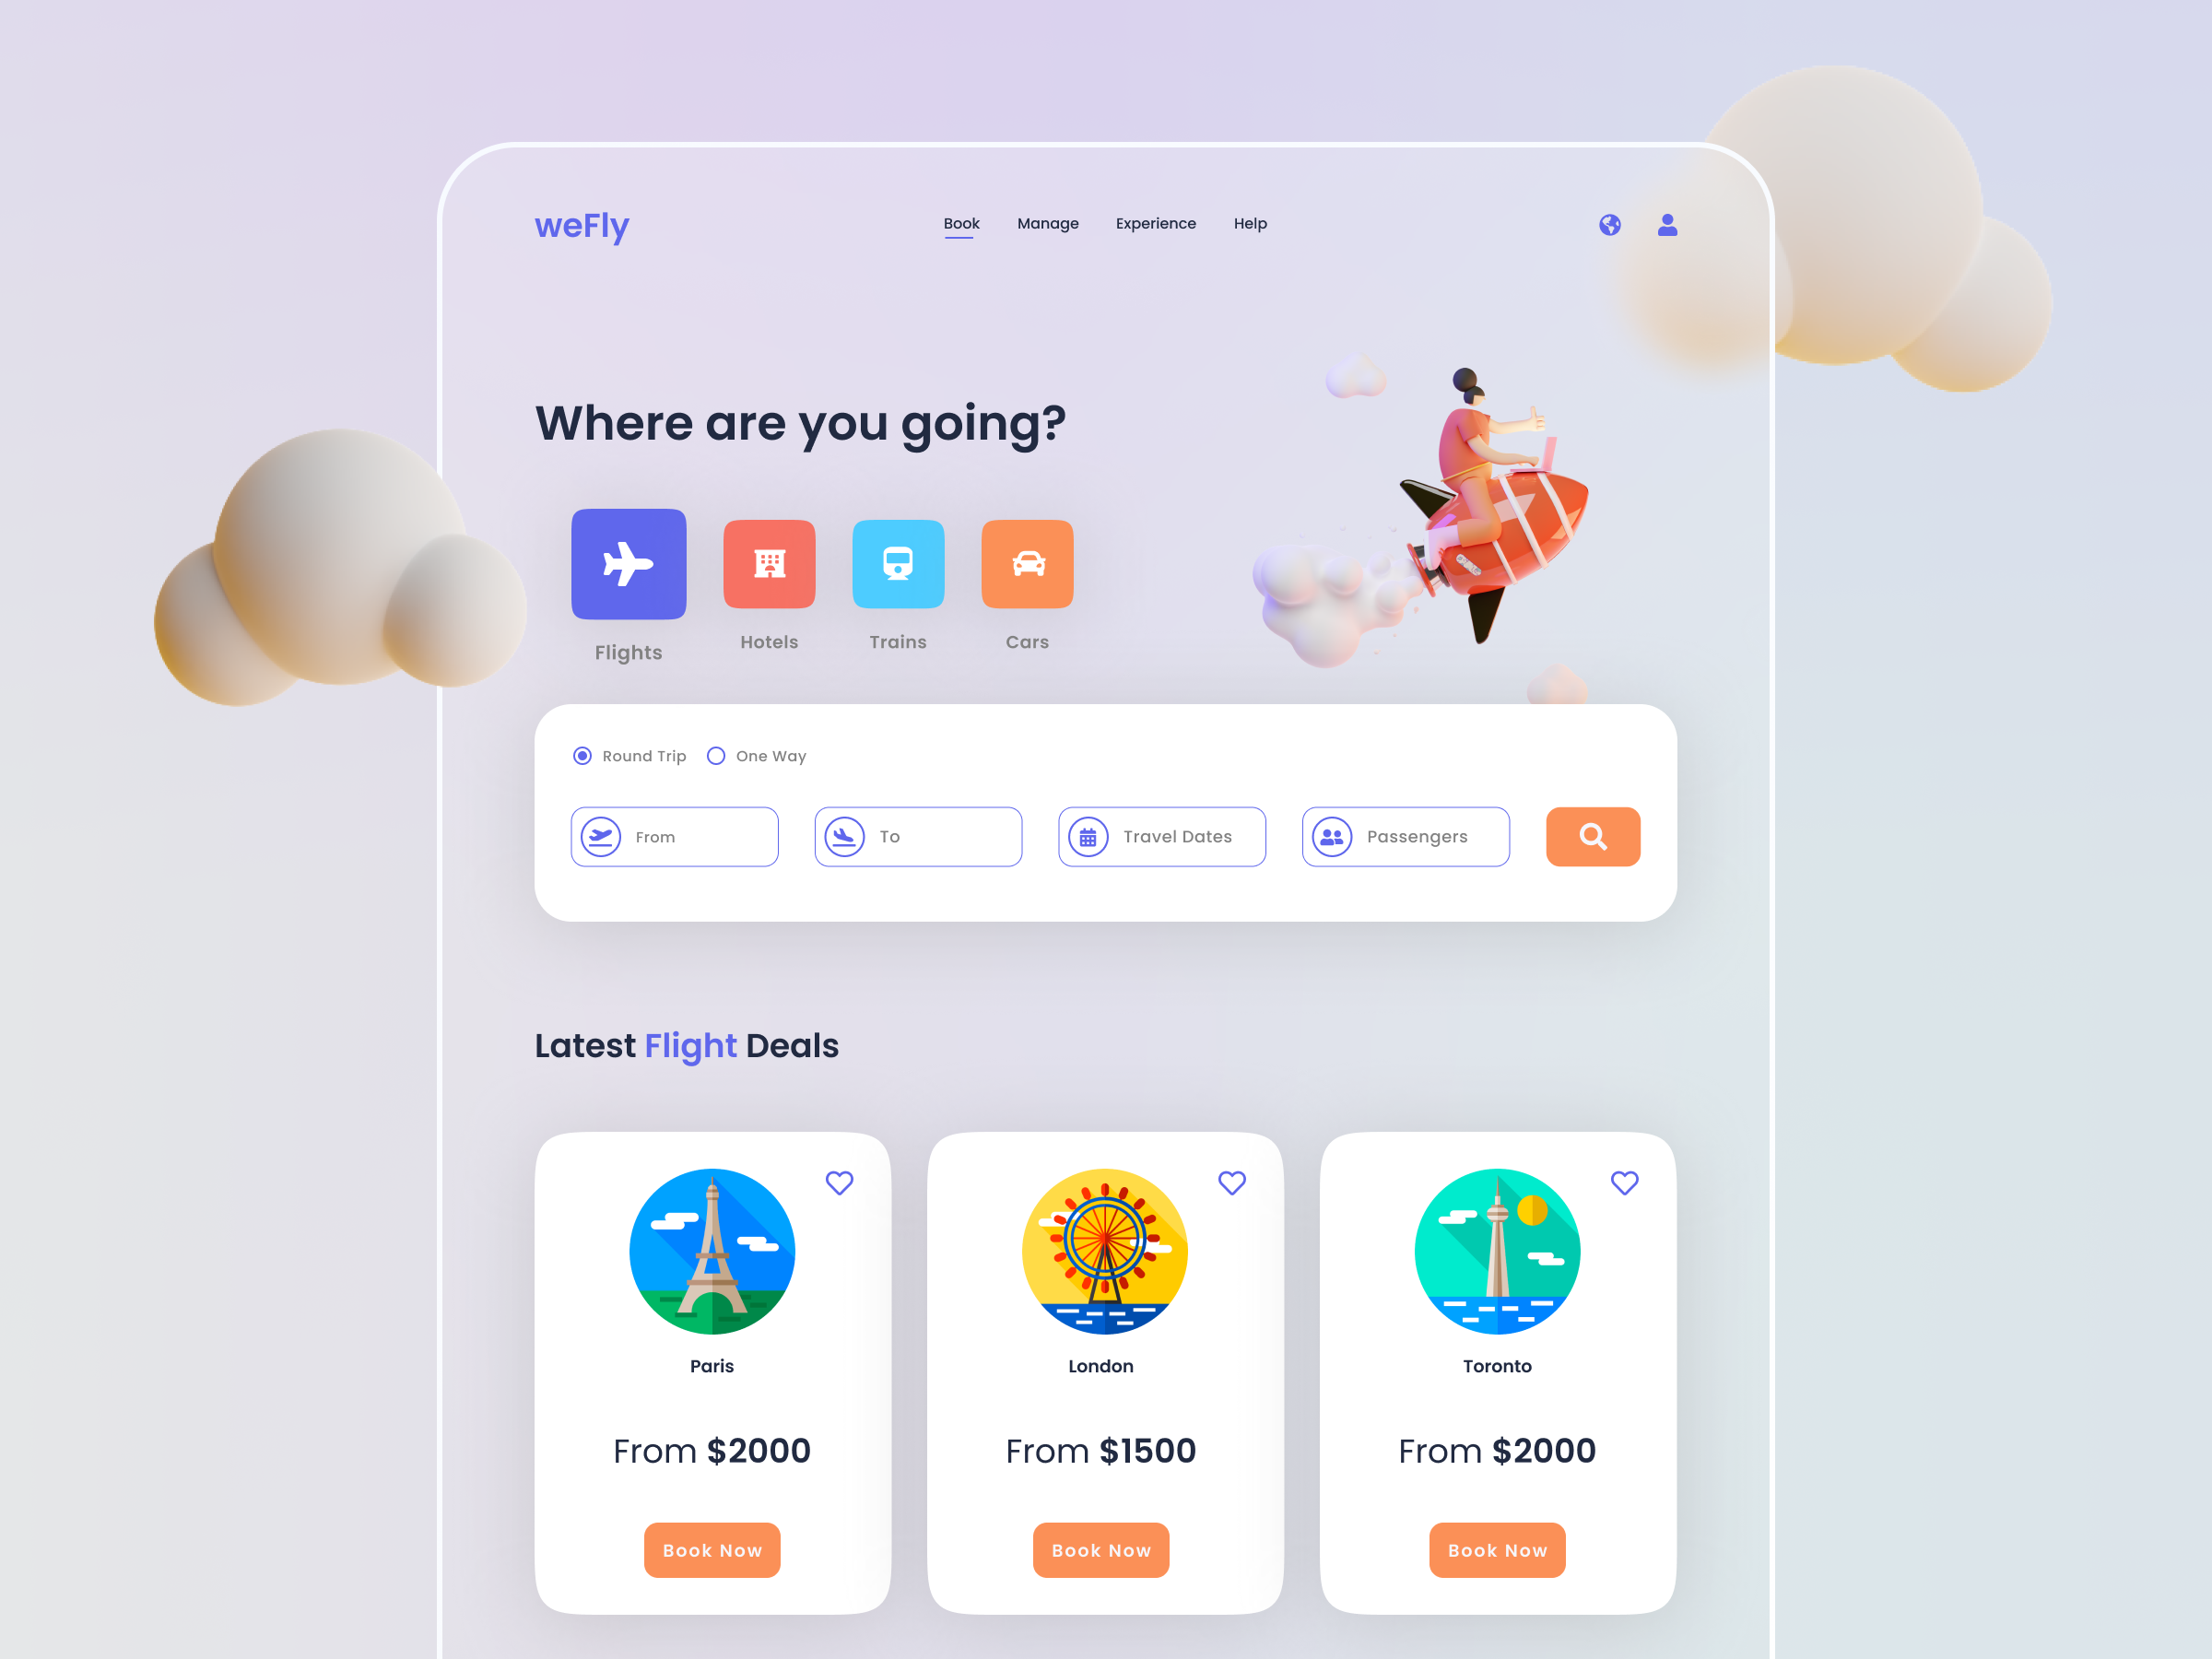 weFly
Book Manage Experience Help
Where are you going?
Flights Hotels Trains Cars
Round Trip One Way
From To Travel Dates Passengers
Latest Flight Deals
Paris London Toronto
From $2000 From $1500 From $2000
Book Now Book Now Book Now